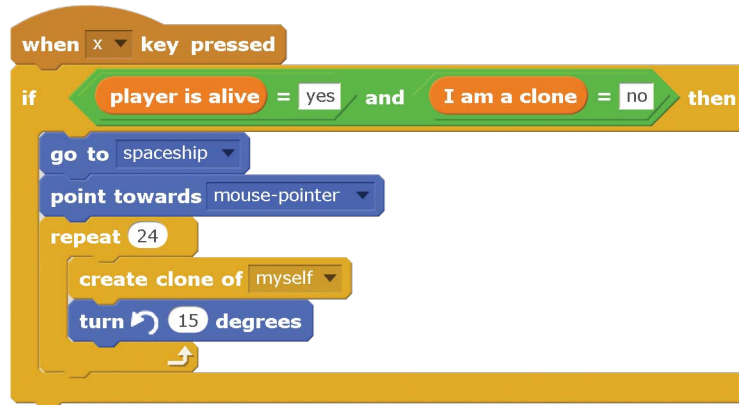 when x key pressed
if player is alive = yes and I am a clone = no then
go to spaceship
point towards mouse-pointer
repeat 24
create clone of myself
turn 15 degrees